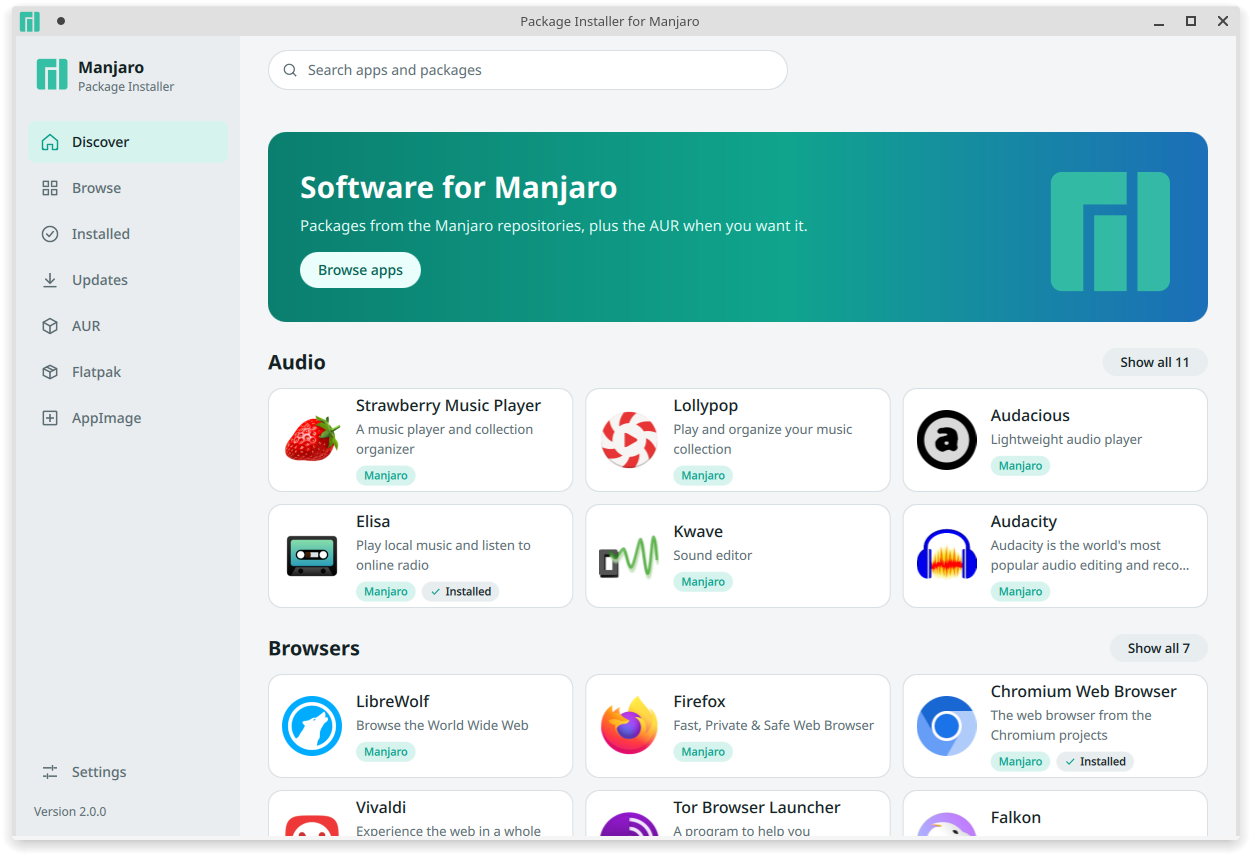 Package Installer for Manjaro
Manjaro
Package Installer
Search apps and packages
Discover
Browse
Installed
Updates
AUR
Flatpak
AppImage
Settings
Version 2.0.0
Software for Manjaro
Packages from the Manjaro repositories, plus the AUR when you want it.
Browse apps
Audio
Show all 11
Strawberry Music Player
A music player and collection
organizer
Manjaro
Lollypop
Play and organize your music
collection
Manjaro
Audacious
Lightweight audio player
Manjaro
Elisa
Play local music and listen to
online radio
Manjaro
Installed
Kwave
Sound editor
Manjaro
Audacity
Audacity is the world's most
popular audio editing and reco...
Manjaro
Browsers
Show all 7
LibreWolf
Browse the World Wide Web
Manjaro
Firefox
Fast, Private & Safe Web Browser
Manjaro
Chromium Web Browser
The web browser from the
Chromium projects
Manjaro
Installed
Vivaldi
Experience the web in a whole
Tor Browser Launcher
A program to help you
Falkon